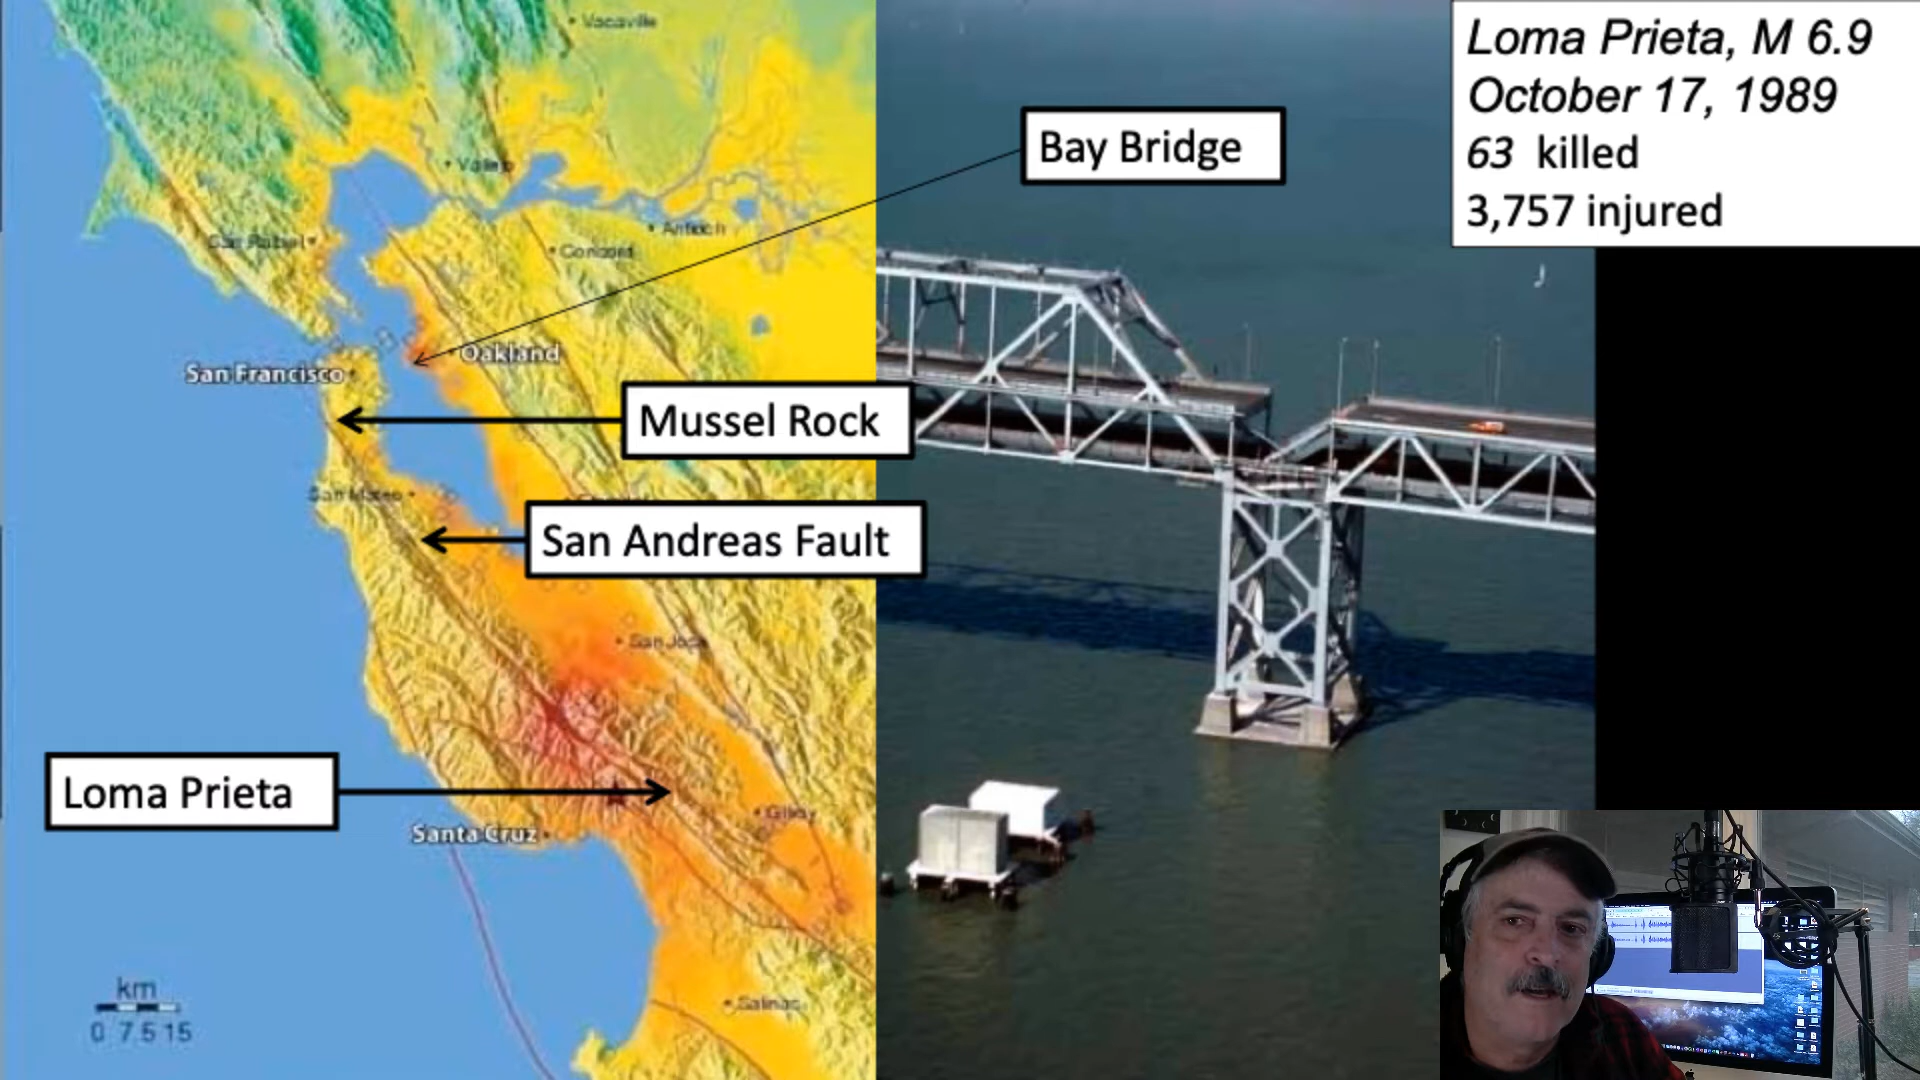 Loma Prieta, M 6.9
October 17, 1989
63 killed
3,757 injured
Vacaville
Bay Bridge
Vallejo
Antioch
San Rafael
Concord
Oakland
San Francisco
Mussel Rock
San Mateo
San Andreas Fault
San Jose
Loma Prieta
Gilroy
Santa Cruz
km
Salinas
0 7.5 15